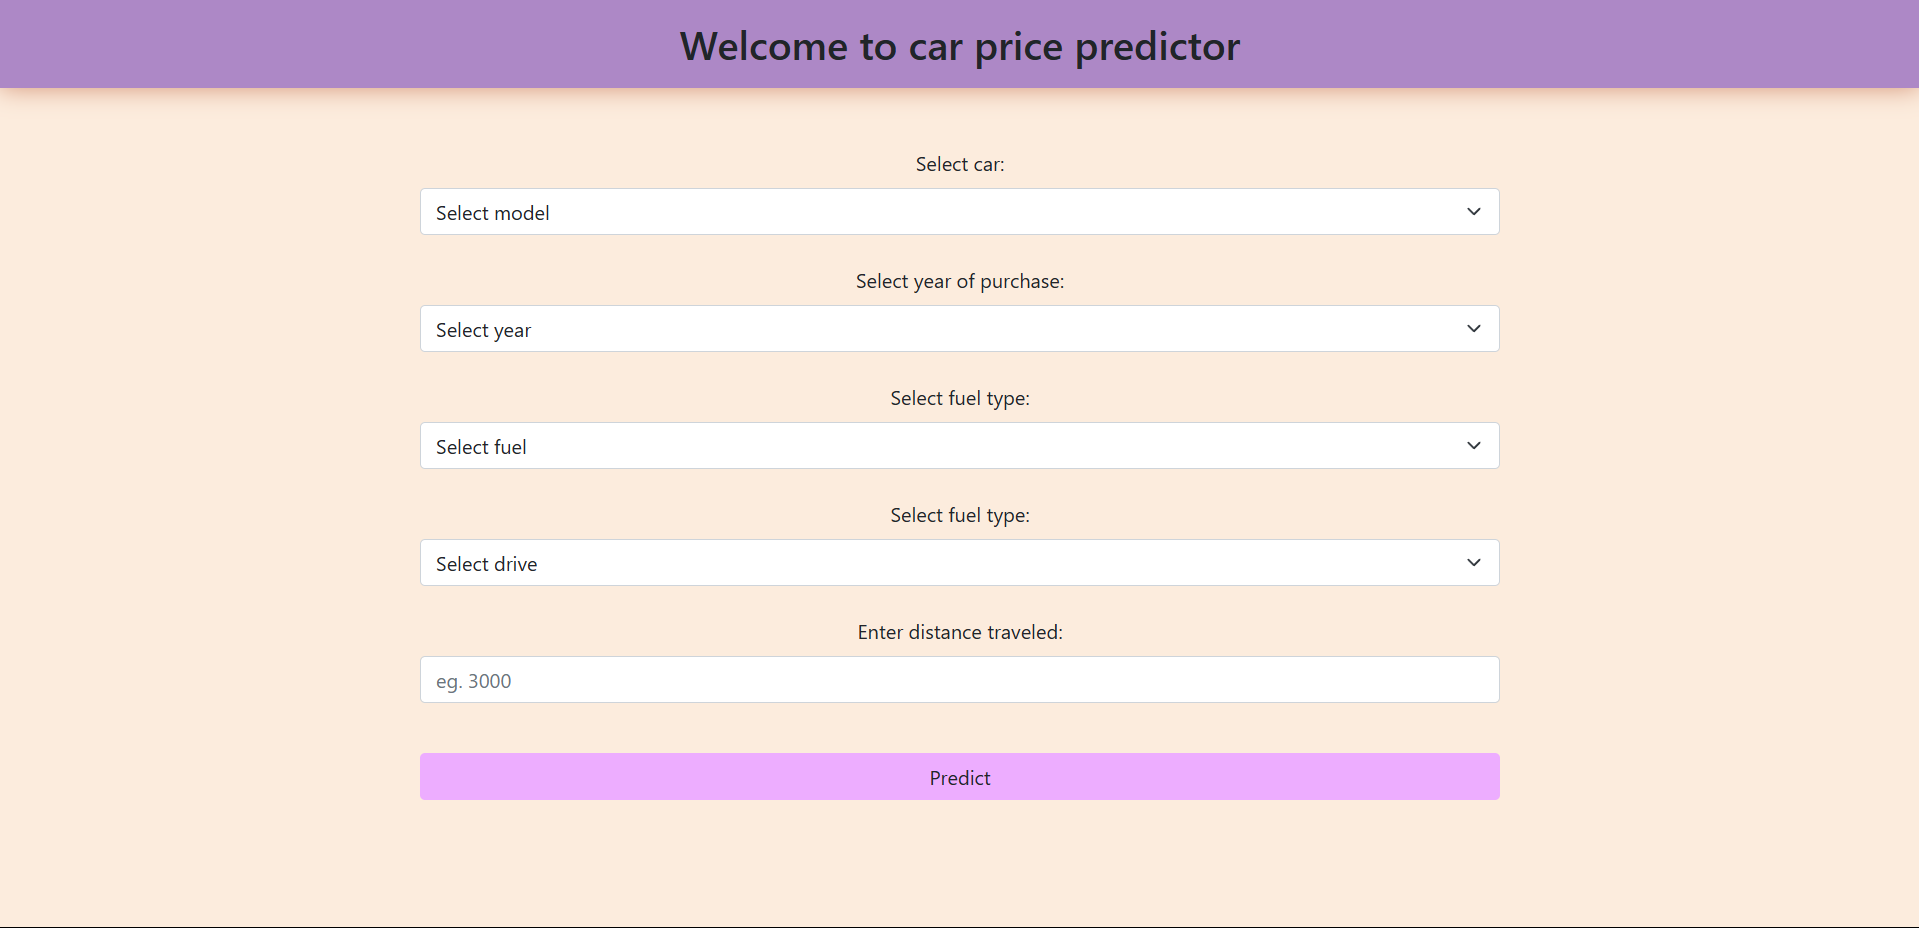 Welcome to car price predictor
Select car:
Select model
Select year of purchase:
Select year
Select fuel type:
Select fuel
Select fuel type:
Select drive
Enter distance traveled:
eg. 3000
Predict